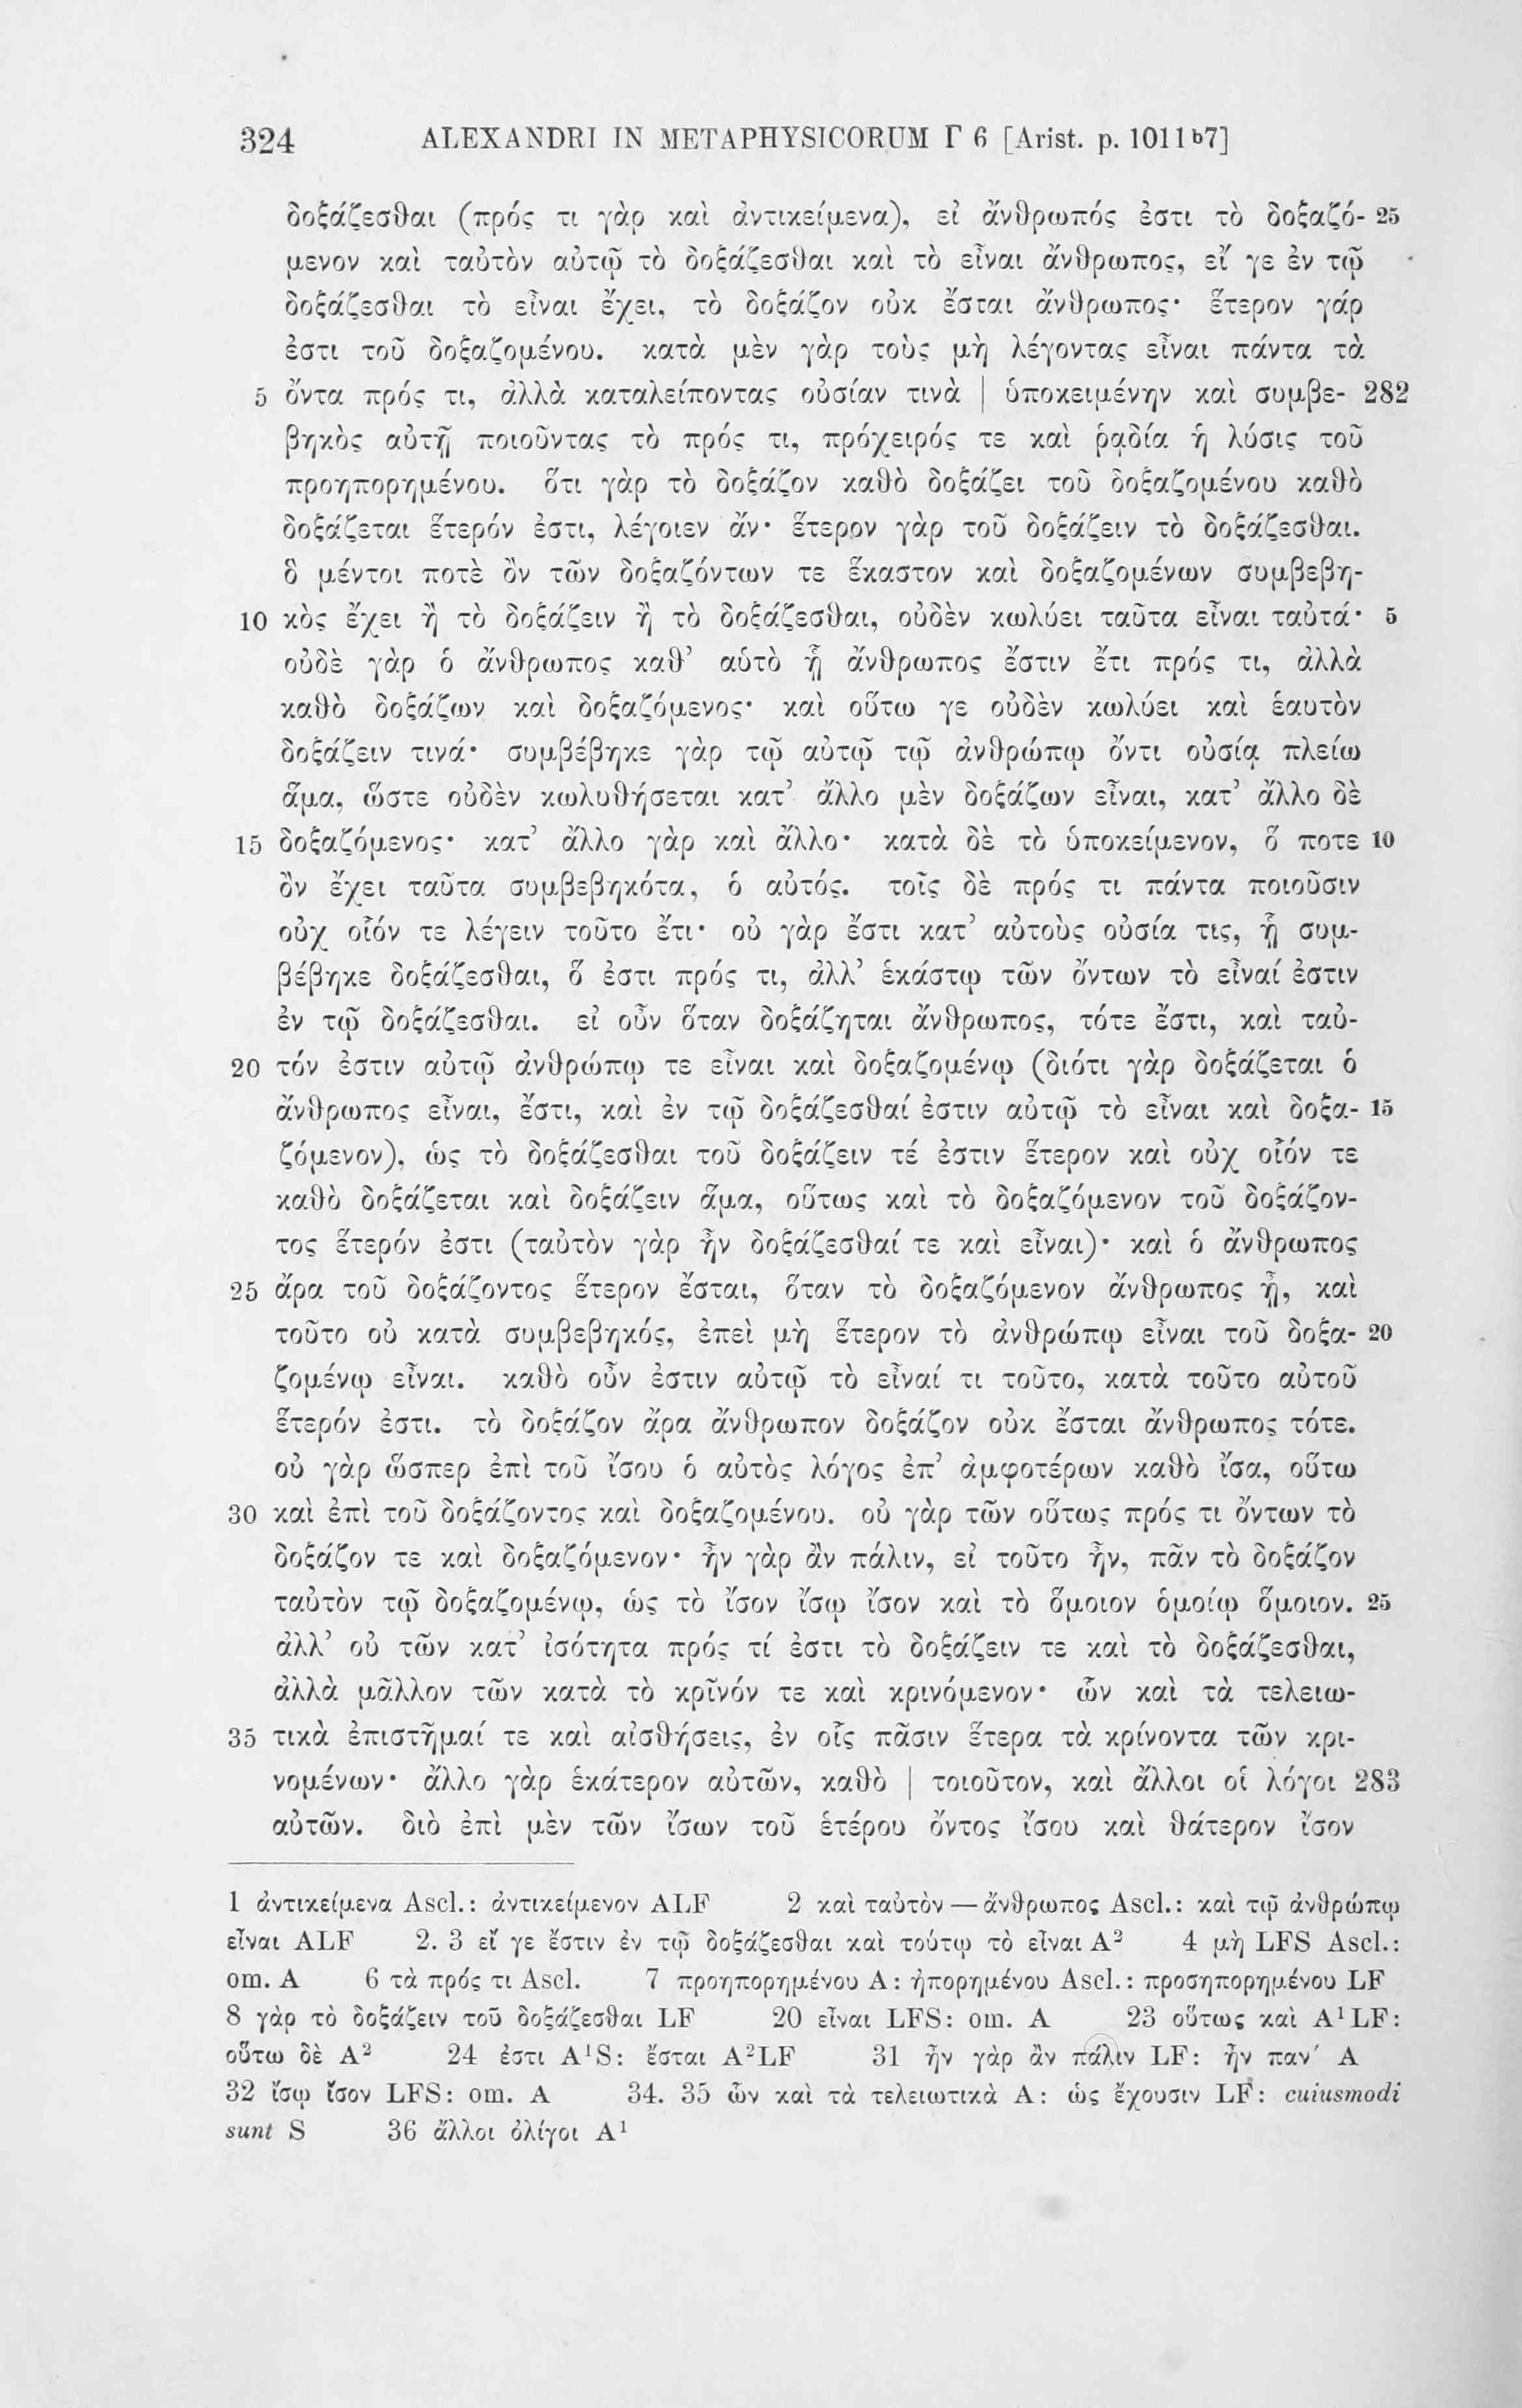 324 ALEXANDRI IN METAPHYSICORUM Γ 6 [Arist. p. 1011b7]
δοξάζεσθαι (πρός τι γὰρ καὶ ἀντικείμενα), εἰ ἄνθρωπός ἐστι τὸ δοξαζό- 25
μενον καὶ ταὐτὸν αὐτῷ τὸ δοξάζεσθαι καὶ τὸ εἶναι ἄνθρωπος, εἴ γε ἐν τῷ
δοξάζεσθαι τὸ εἶναι ἔχει, τὸ δοξάζον οὐκ ἔσται ἄνθρωπος· ἕτερον γάρ
ἐστι τοῦ δοξαζομένου. κατὰ μὲν γὰρ τοὺς μὴ λέγοντας εἶναι πάντα τὰ
5 ὄντα πρός τι, ἀλλὰ καταλείποντας οὐσίαν τινὰ | ὑποκειμένην καὶ συμβε- 282
βηκὸς αὐτῇ ποιοῦντας τὸ πρός τι, πρόχειρός τε καὶ ῥᾳδία ἡ λύσις τοῦ
προηπορημένου. ὅτι γὰρ τὸ δοξάζον καθὸ δοξάζει τοῦ δοξαζομένου καθὸ
δοξάζεται ἕτερόν ἐστι, λέγοιεν ἄν· ἕτερον γὰρ τοῦ δοξάζειν τὸ δοξάζεσθαι.
ὃ μέντοι ποτὲ ὂν τῶν δοξαζόντων τε ἕκαστον καὶ δοξαζομένων συμβεβη-
10 κὸς ἔχει ἢ τὸ δοξάζειν ἢ τὸ δοξάζεσθαι, οὐδὲν κωλύει ταῦτα εἶναι ταὐτά· 5
οὐδὲ γὰρ ὁ ἄνθρωπος καθ’ αὑτὸ ᾗ ἄνθρωπος ἔστιν ἔτι πρός τι, ἀλλὰ
καθὸ δοξάζων καὶ δοξαζόμενος· καὶ οὕτω γε οὐδὲν κωλύει καὶ ἑαυτὸν
δοξάζειν τινά· συμβέβηκε γὰρ τῷ αὐτῷ τῷ ἀνθρώπῳ ὄντι οὐσίᾳ πλείω
ἅμα, ὥστε οὐδὲν κωλυθήσεται κατ’ ἄλλο μὲν δοξάζων εἶναι, κατ’ ἄλλο δὲ
15 δοξαζόμενος· κατ’ ἄλλο γὰρ καὶ ἄλλο· κατὰ δὲ τὸ ὑποκείμενον, ὅ ποτε 10
ὂν ἔχει ταῦτα συμβεβηκότα, ὁ αὐτός. τοῖς δὲ πρός τι πάντα ποιοῦσιν
οὐχ οἷόν τε λέγειν τοῦτο ἔτι· οὐ γὰρ ἔστι κατ’ αὐτοὺς οὐσία τις, ᾗ συμ-
βέβηκε δοξάζεσθαι, ὅ ἐστι πρός τι, ἀλλ’ ἑκάστῳ τῶν ὄντων τὸ εἶναί ἐστιν
ἐν τῷ δοξάζεσθαι. εἰ οὖν ὅταν δοξάζηται ἄνθρωπος, τότε ἔστι, καὶ ταὐ-
20 τόν ἐστιν αὐτῷ ἀνθρώπῳ τε εἶναι καὶ δοξαζομένῳ (διότι γὰρ δοξάζεται ὁ
ἄνθρωπος εἶναι, ἔστι, καὶ ἐν τῷ δοξάζεσθαί ἐστιν αὐτῷ τὸ εἶναι καὶ δοξα- 15
ζόμενον), ὡς τὸ δοξάζεσθαι τοῦ δοξάζειν τέ ἐστιν ἕτερον καὶ οὐχ οἷόν τε
καθὸ δοξάζεται καὶ δοξάζειν ἅμα, οὕτως καὶ τὸ δοξαζόμενον τοῦ δοξάζον-
τος ἕτερόν ἐστι (ταὐτὸν γὰρ ἦν δοξάζεσθαί τε καὶ εἶναι)· καὶ ὁ ἄνθρωπος
25 ἄρα τοῦ δοξάζοντος ἕτερον ἔσται, ὅταν τὸ δοξαζόμενον ἄνθρωπος ᾖ, καὶ
τοῦτο οὐ κατὰ συμβεβηκός, ἐπεὶ μὴ ἕτερον τὸ ἀνθρώπῳ εἶναι τοῦ δοξα- 20
ζομένῳ εἶναι. καθὸ οὖν ἐστιν αὐτῷ τὸ εἶναί τι τοῦτο, κατὰ τοῦτο αὐτοῦ
ἕτερόν ἐστι. τὸ δοξάζον ἄρα ἄνθρωπον δοξάζον οὐκ ἔσται ἄνθρωπος τότε.
οὐ γὰρ ὥσπερ ἐπὶ τοῦ ἴσου ὁ αὐτὸς λόγος ἐπ’ ἀμφοτέρων καθὸ ἴσα, οὕτω
30 καὶ ἐπὶ τοῦ δοξάζοντος καὶ δοξαζομένου. οὐ γὰρ τῶν οὕτως πρός τι ὄντων τὸ
δοξάζον τε καὶ δοξαζόμενον· ἦν γὰρ ἂν πάλιν, εἰ τοῦτο ἦν, πᾶν τὸ δοξάζον
ταὐτὸν τῷ δοξαζομένῳ, ὡς τὸ ἴσον ἴσῳ ἴσον καὶ τὸ ὅμοιον ὁμοίῳ ὅμοιον. 25
ἀλλ’ οὐ τῶν κατ’ ἰσότητα πρός τί ἐστι τὸ δοξάζειν τε καὶ τὸ δοξάζεσθαι,
ἀλλὰ μᾶλλον τῶν κατὰ τὸ κρῖνόν τε καὶ κρινόμενον· ὧν καὶ τὰ τελειω-
35 τικὰ ἐπιστῆμαί τε καὶ αἰσθήσεις, ἐν οἷς πᾶσιν ἕτερα τὰ κρίνοντα τῶν κρι-
νομένων· ἄλλο γὰρ ἑκάτερον αὐτῶν, καθὸ | τοιοῦτον, καὶ ἄλλοι οἱ λόγοι 283
αὐτῶν. διὸ ἐπὶ μὲν τῶν ἴσων τοῦ ἑτέρου ὄντος ἴσου καὶ θάτερον ἴσον
1 ἀντικείμενα Ascl.: ἀντικείμενον ALF 2 καὶ ταὐτὸν — ἄνθρωπος Ascl.: καὶ τῷ ἀνθρώπῳ
εἶναι ALF 2. 3 εἴ γε ἔστιν ἐν τῷ δοξάζεσθαι καὶ τούτῳ τὸ εἶναι A² 4 μὴ LFS Ascl.:
om. A 6 τὰ πρός τι Ascl. 7 προηπορημένου A: ἠπορημένου Ascl.: προσηπορημένου LF
8 γὰρ τὸ δοξάζειν τοῦ δοξάζεσθαι LF 20 εἶναι LFS: om. A 23 οὕτως καὶ A¹LF:
οὕτω δὲ A² 24 ἐστι A¹S: ἔσται A²LF 31 ἦν γὰρ ἂν πάλιν LF: ἦν παν´ A
32 ἴσῳ ἴσον LFS: om. A 34. 35 ὧν καὶ τὰ τελειωτικὰ A: ὡς ἔχουσιν LF: cuiusmodi
sunt S 36 ἄλλοι ὀλίγοι A¹